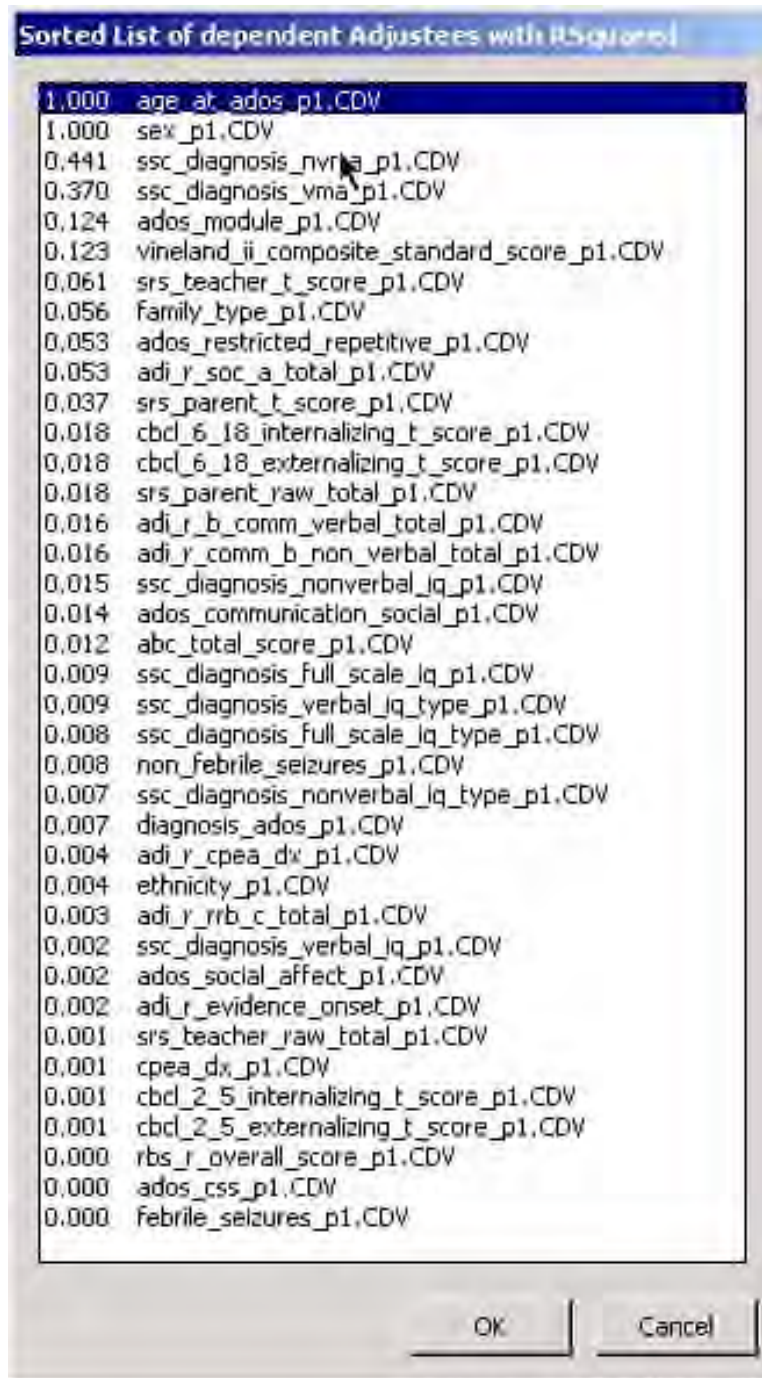 Sorted List of dependent Adjustees with RSquared
1.000 age_at_ados_p1.CDV
1.000 sex_p1.CDV
0.441 ssc_diagnosis_nvma_p1.CDV
0.370 ssc_diagnosis_vma_p1.CDV
0.124 ados_module_p1.CDV
0.123 vineland_ii_composite_standard_score_p1.CDV
0.061 srs_teacher_t_score_p1.CDV
0.056 family_type_p1.CDV
0.053 ados_restricted_repetitive_p1.CDV
0.053 adi_r_soc_a_total_p1.CDV
0.037 srs_parent_t_score_p1.CDV
0.018 cbcl_6_18_internalizing_t_score_p1.CDV
0.018 cbcl_6_18_externalizing_t_score_p1.CDV
0.018 srs_parent_raw_total_p1.CDV
0.016 adi_r_b_comm_verbal_total_p1.CDV
0.016 adi_r_comm_b_non_verbal_total_p1.CDV
0.015 ssc_diagnosis_nonverbal_iq_p1.CDV
0.014 ados_communication_social_p1.CDV
0.012 abc_total_score_p1.CDV
0.009 ssc_diagnosis_full_scale_iq_p1.CDV
0.009 ssc_diagnosis_verbal_iq_type_p1.CDV
0.008 ssc_diagnosis_full_scale_iq_type_p1.CDV
0.008 non_febrile_seizures_p1.CDV
0.007 ssc_diagnosis_nonverbal_iq_type_p1.CDV
0.007 diagnosis_ados_p1.CDV
0.004 adi_r_cpea_dx_p1.CDV
0.004 ethnicity_p1.CDV
0.003 adi_r_rrb_c_total_p1.CDV
0.002 ssc_diagnosis_verbal_iq_p1.CDV
0.002 ados_social_affect_p1.CDV
0.002 adi_r_evidence_onset_p1.CDV
0.001 srs_teacher_raw_total_p1.CDV
0.001 cpea_dx_p1.CDV
0.001 cbcl_2_5_internalizing_t_score_p1.CDV
0.001 cbcl_2_5_externalizing_t_score_p1.CDV
0.000 rbs_r_overall_score_p1.CDV
0.000 ados_css_p1.CDV
0.000 febrile_seizures_p1.CDV
OK Cancel